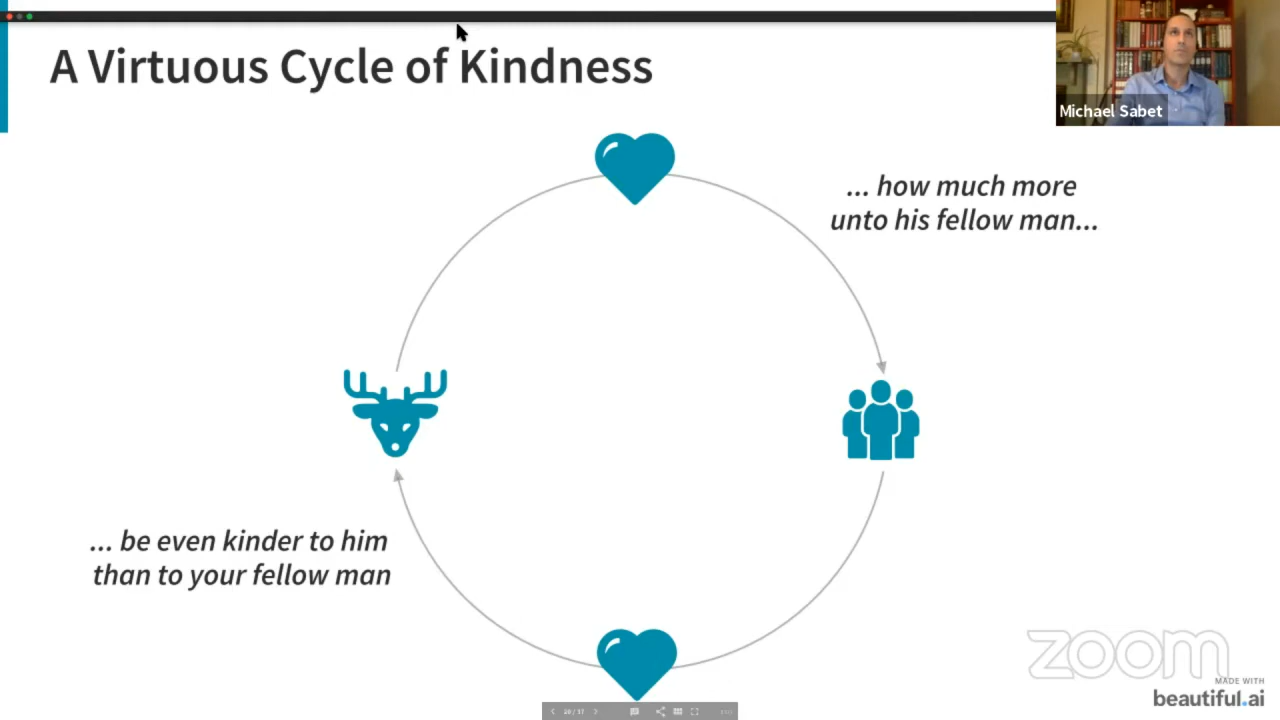 A Virtuous Cycle of Kindness
Michael Sabet
... how much more
unto his fellow man...
... be even kinder to him
than to your fellow man
zoom
MADE WITH
beautiful.ai